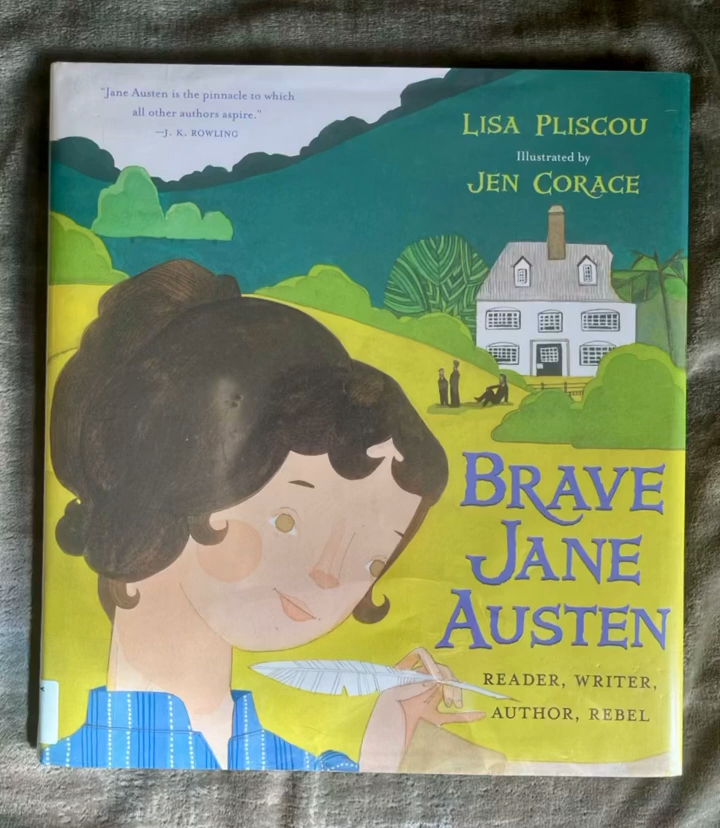 "Jane Austen is the pinnacle to which
all other authors aspire."
—J. K. ROWLING
LISA PLISCOU
Illustrated by
JEN CORACE
BRAVE
JANE
AUSTEN
READER, WRITER,
AUTHOR, REBEL